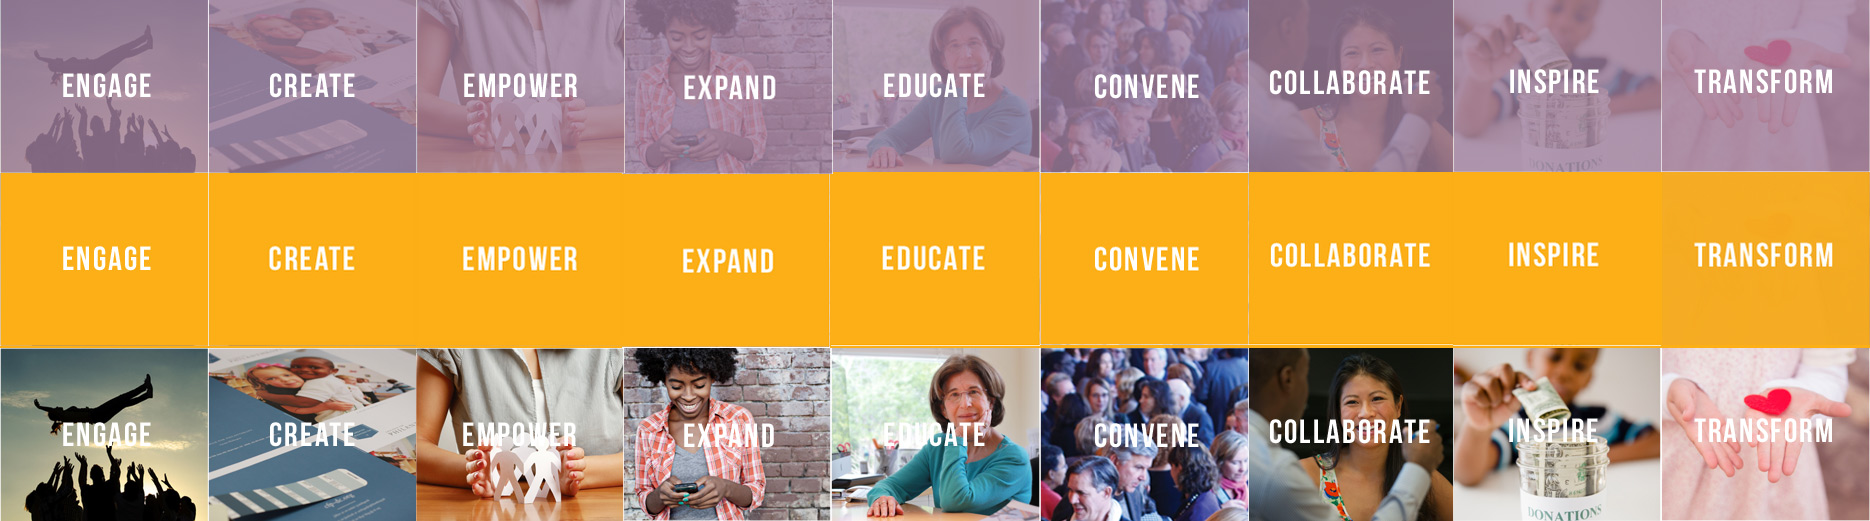 ENGAGE CREATE EMPOWER EXPAND EDUCATE CONVENE COLLABORATE INSPIRE TRANSFORM
DONATIONS
ENGAGE CREATE EMPOWER EXPAND EDUCATE CONVENE COLLABORATE INSPIRE TRANSFORM
ENGAGE CREATE EMPOWER EXPAND EDUCATE CONVENE COLLABORATE INSPIRE TRANSFORM
DONATIONS